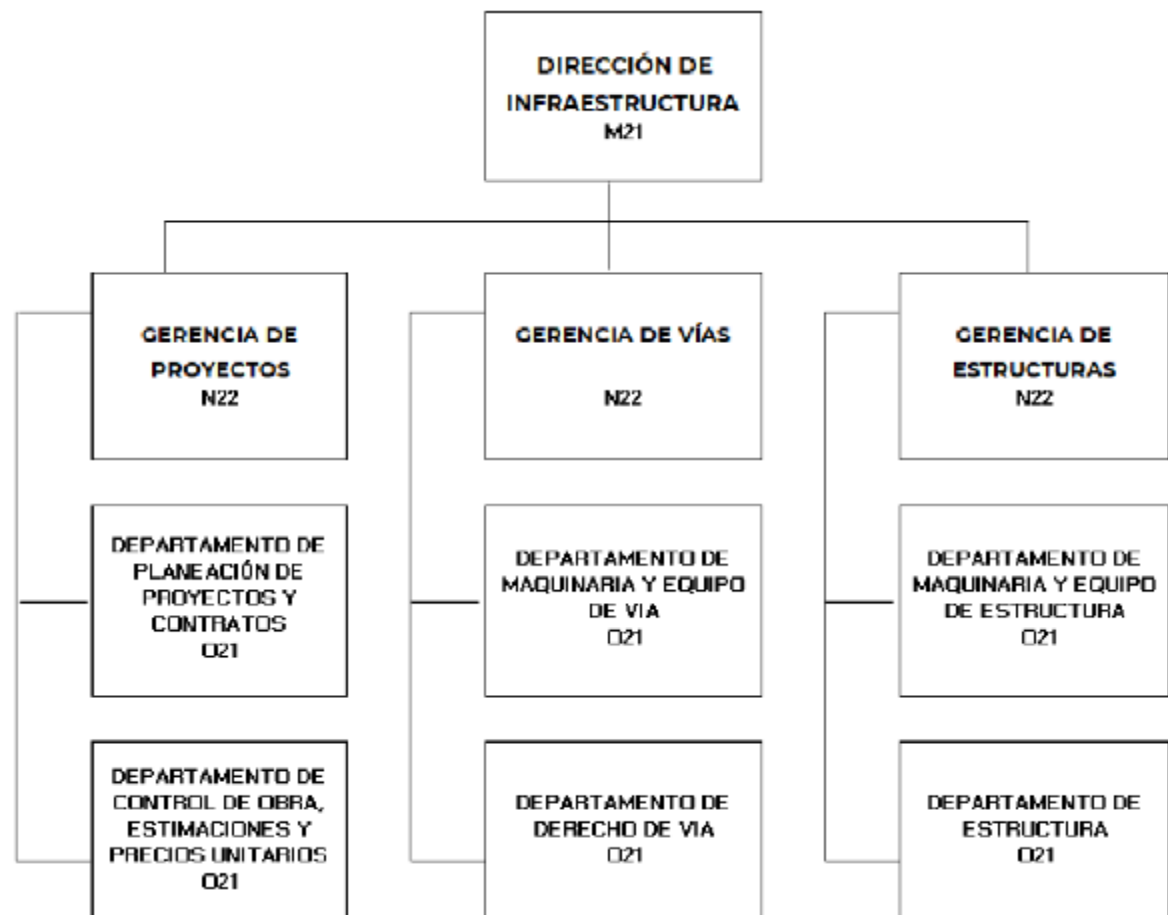 DIRECCIÓN DE
INFRAESTRUCTURA
M21
GERENCIA DE
PROYECTOS
N22
GERENCIA DE VÍAS
N22
GERENCIA DE
ESTRUCTURAS
N22
DEPARTAMENTO DE
PLANEACIÓN DE
PROYECTOS Y
CONTRATOS
O21
DEPARTAMENTO DE
MAQUINARIA Y EQUIPO
DE VIA
O21
DEPARTAMENTO DE
MAQUINARIA Y EQUIPO
DE ESTRUCTURA
O21
DEPARTAMENTO DE
CONTROL DE OBRA,
ESTIMACIONES Y
PRECIOS UNITARIOS
O21
DEPARTAMENTO DE
DERECHO DE VIA
O21
DEPARTAMENTO DE
ESTRUCTURA
O21